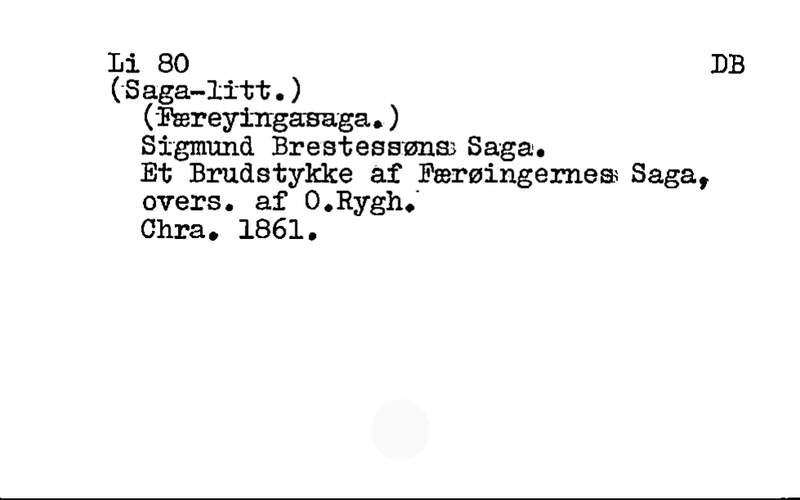 Li 80 DB
(Saga-litt.)
(Færeyingasaga.)
Sigmund Brestessøns Saga.
Et Brudstykke af Færøingernes Saga,
overs. af O.Rygh.
Chra. 1861.